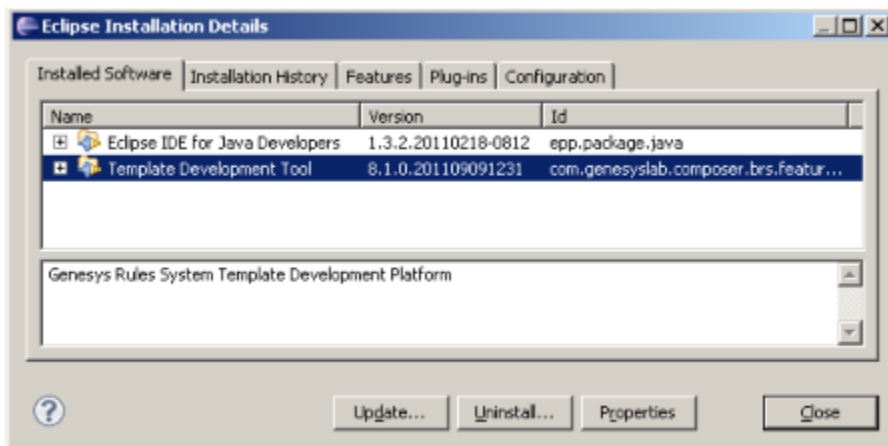 Eclipse Installation Details
Installed Software Installation History Features Plug-ins Configuration
Name Version Id
Eclipse IDE for Java Developers 1.3.2.20110218-0812 epp.package.java
Template Development Tool 8.1.0.201109091231 com.genesyslab.composer.brs.featur...
Genesys Rules System Template Development Platform
Update... Uninstall... Properties Close